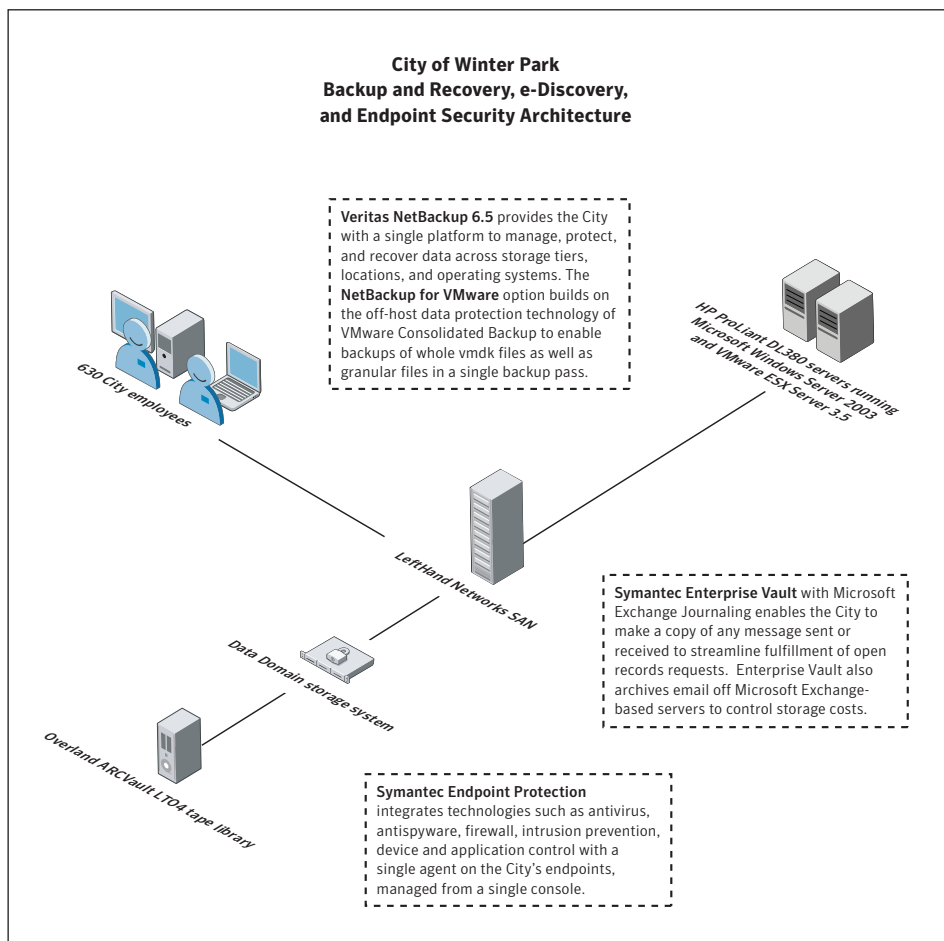 City of Winter Park
Backup and Recovery, e-Discovery,
and Endpoint Security Architecture
Veritas NetBackup 6.5 provides the City
with a single platform to manage, protect,
and recover data across storage tiers,
locations, and operating systems. The
NetBackup for VMware option builds on
the off-host data protection technology of
VMware Consolidated Backup to enable
backups of whole vmdk files as well as
granular files in a single backup pass.
630 City employees
HP ProLiant DL380 servers running
Microsoft Windows Server 2003
and VMware ESX Server 3.5
LeftHand Networks SAN
Symantec Enterprise Vault with Microsoft
Exchange Journaling enables the City to
make a copy of any message sent or
received to streamline fulfillment of open
records requests.  Enterprise Vault also
archives email off Microsoft Exchange-
based servers to control storage costs.
Data Domain storage system
Overland ARCVault LTO4 tape library
Symantec Endpoint Protection
integrates technologies such as antivirus,
antispyware, firewall, intrusion prevention,
device and application control with a
single agent on the City's endpoints,
managed from a single console.